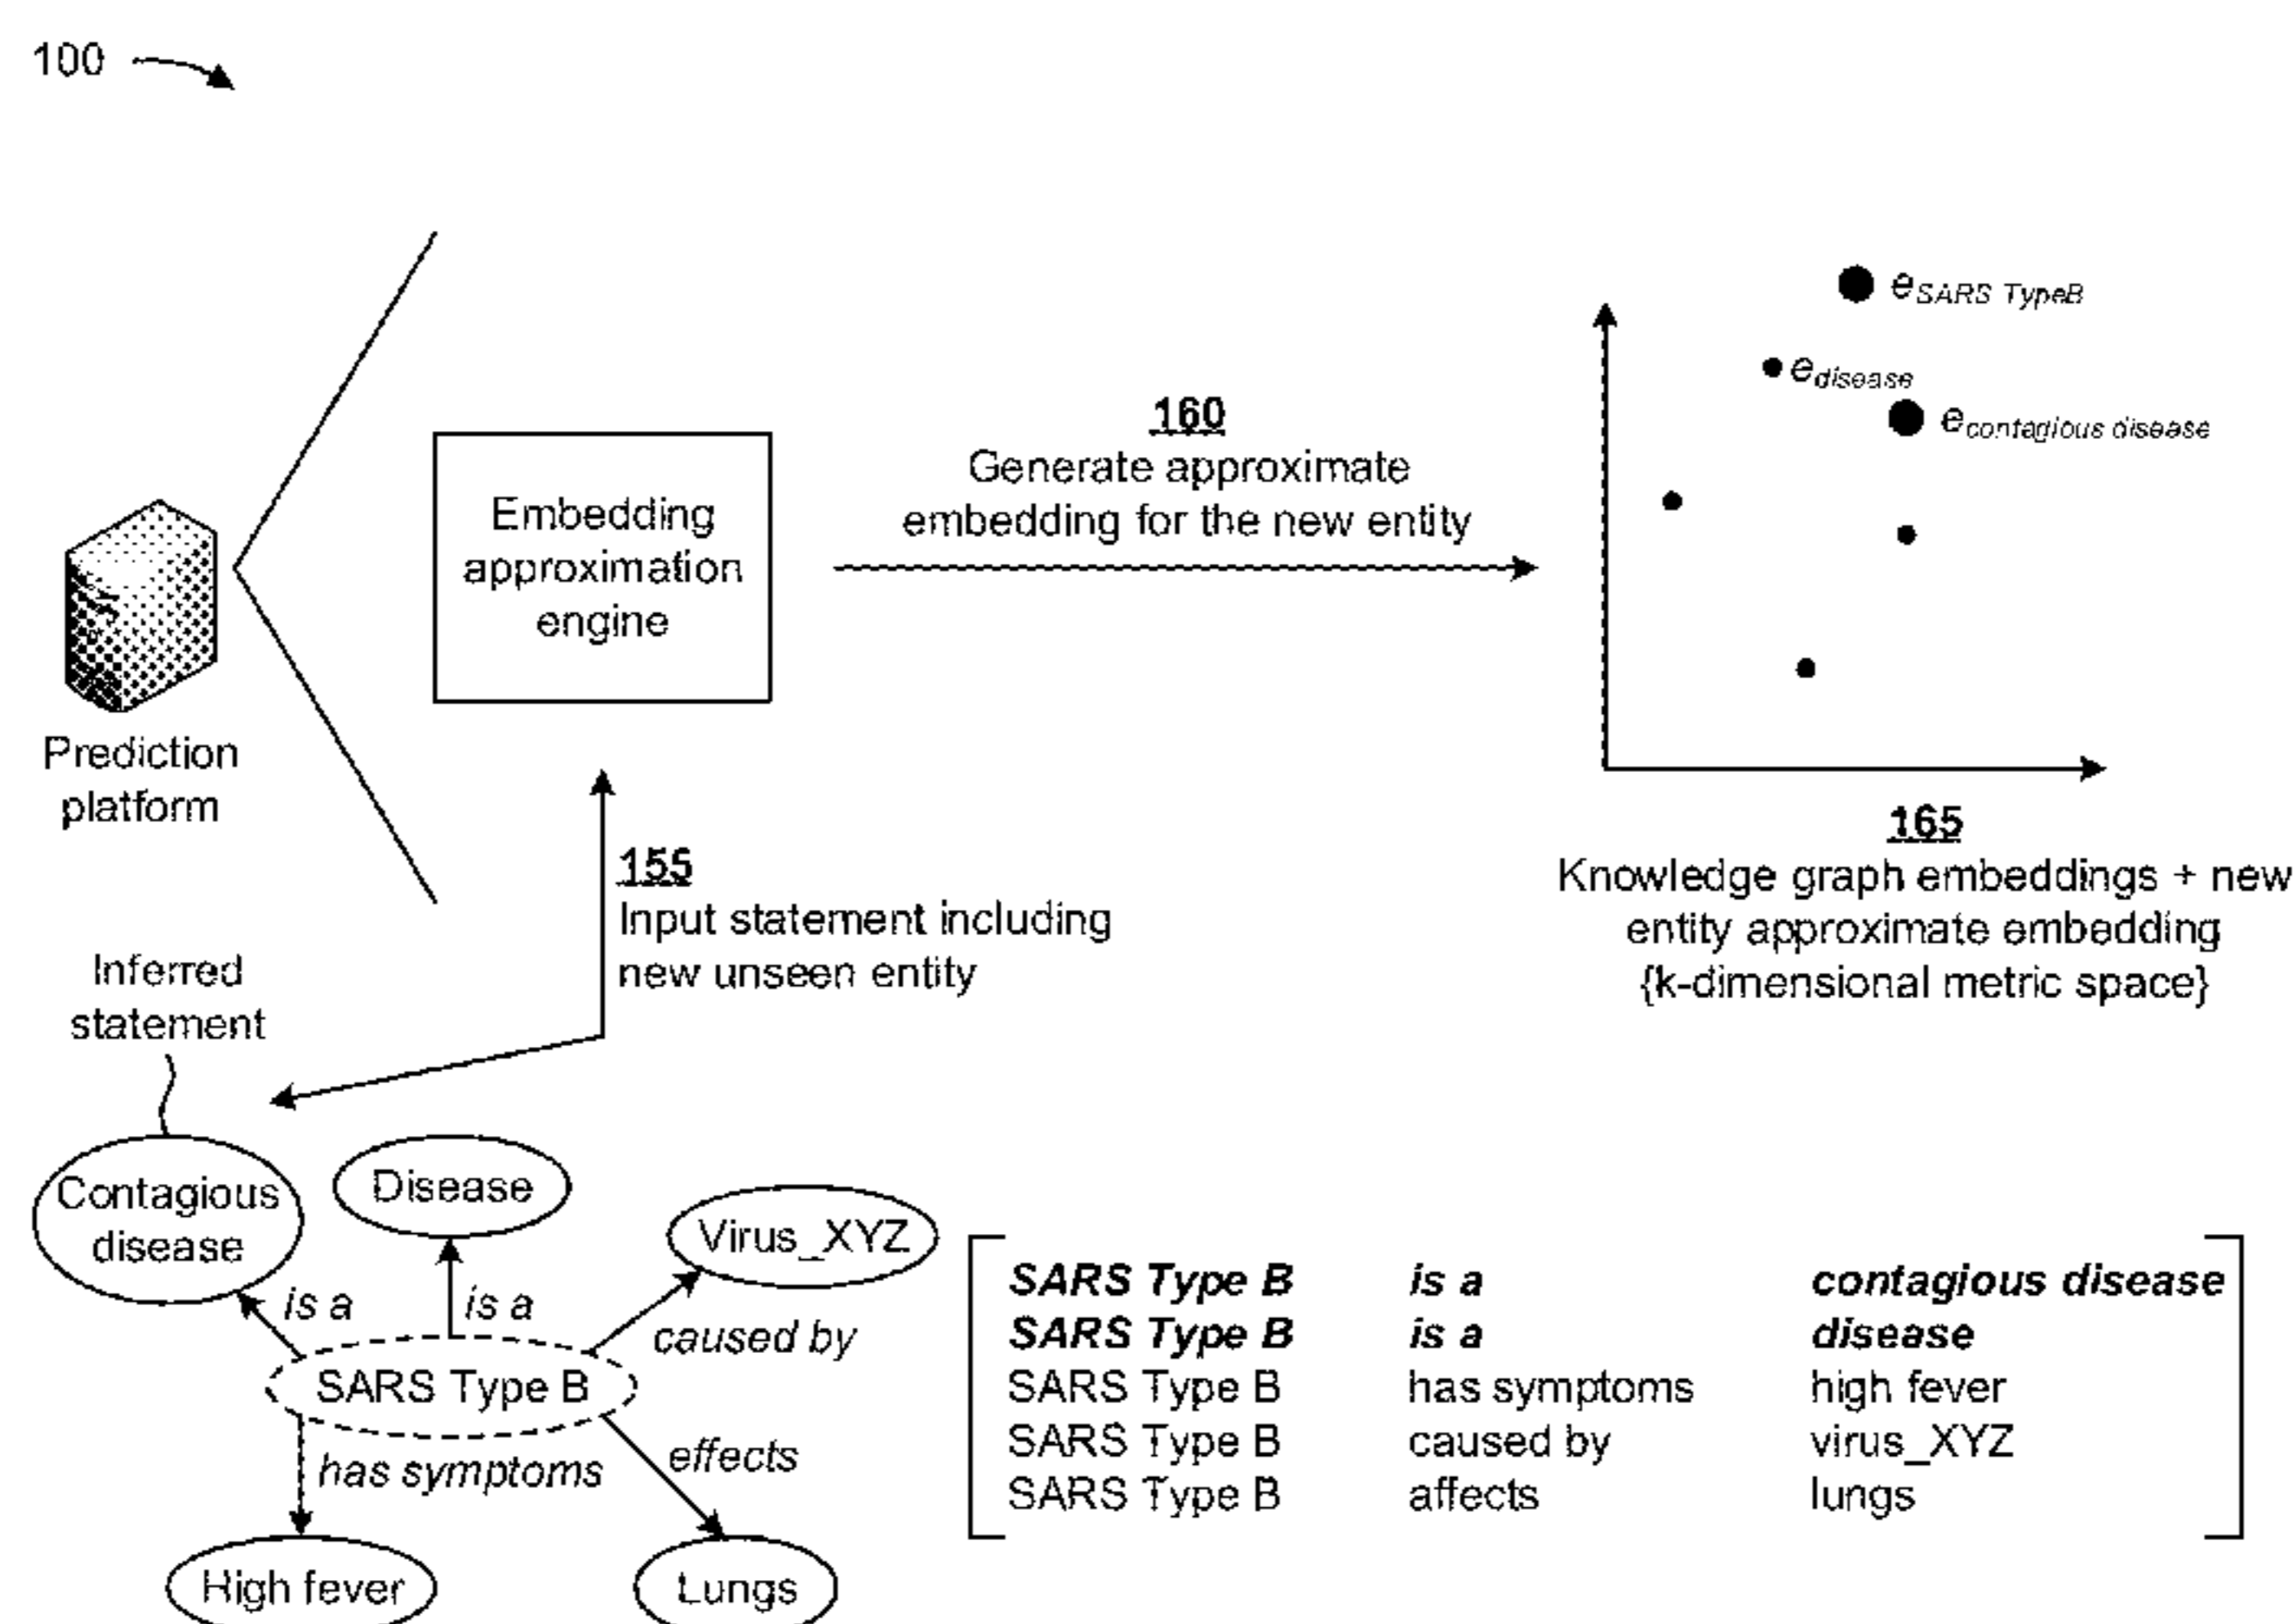 100
e SARS TypeB
e disease
e contagious disease
160
Generate approximate
embedding for the new entity
Embedding
approximation
engine
Prediction
platform
165
Knowledge graph embeddings + new
entity approximate embedding
{k-dimensional metric space}
155
Input statement including
new unseen entity
Inferred
statement
Contagious
disease
Disease
Virus_XYZ
is a
is a
caused by
SARS Type B
has symptoms
effects
High fever
Lungs
SARS Type B is a contagious disease
SARS Type B is a disease
SARS Type B has symptoms high fever
SARS Type B caused by virus_XYZ
SARS Type B affects lungs